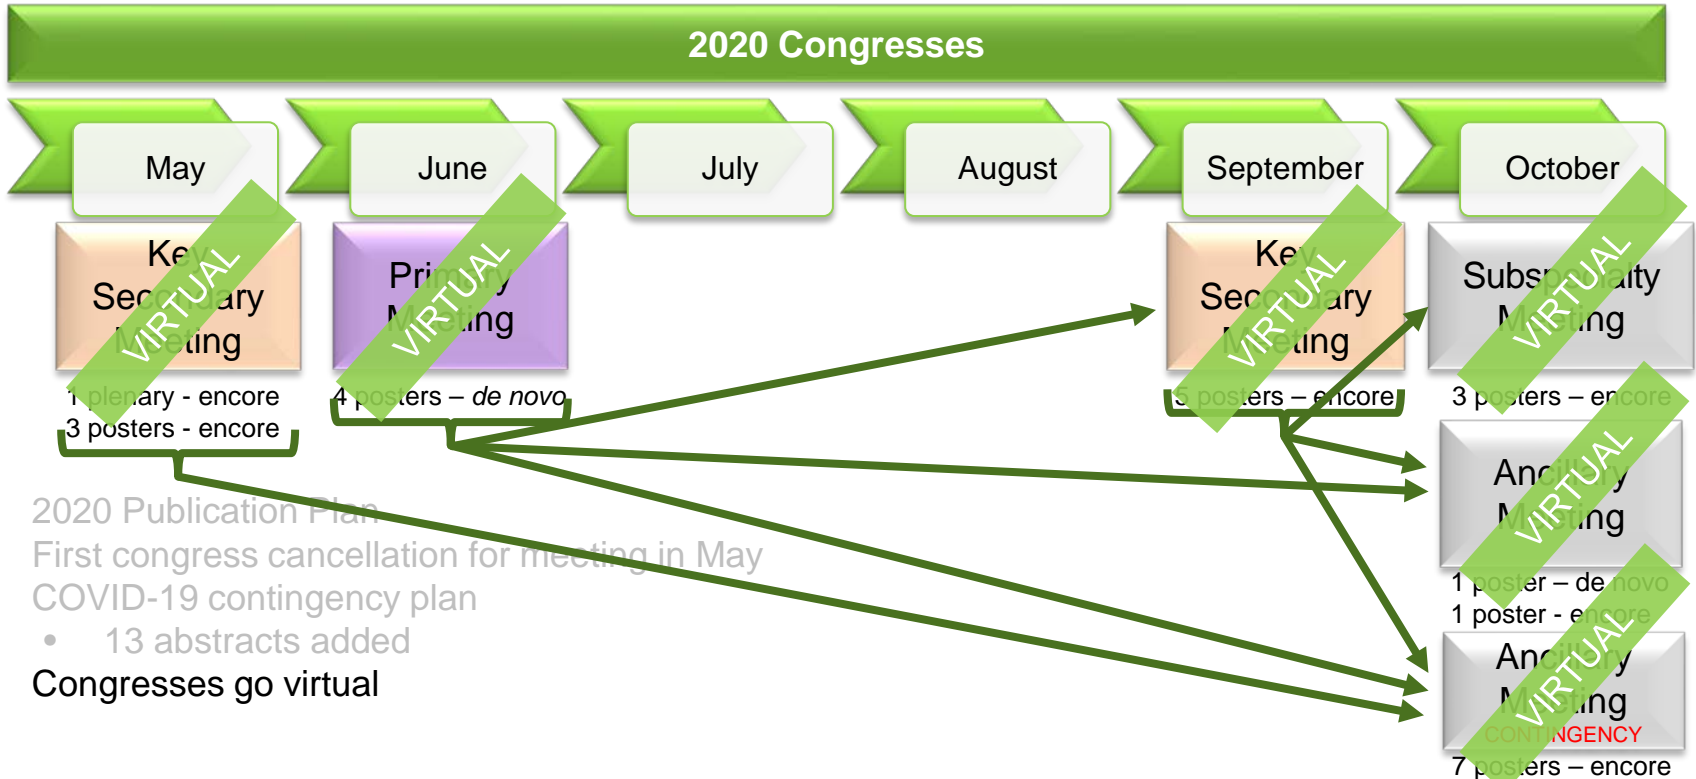 2020 Congresses
May
June
July
August
September
October
Key
Secondary
Meeting
VIRTUAL
1 plenary - encore
3 posters - encore
Primary
Meeting
VIRTUAL
4 posters – de novo
Key
Secondary
Meeting
VIRTUAL
5 posters – encore
Subspecialty
Meeting
VIRTUAL
3 posters – encore
Ancillary
Meeting
VIRTUAL
1 poster – de novo
1 poster - encore
Ancillary
Meeting
CONTINGENCY
VIRTUAL
7 posters – encore
2020 Publication Plan
First congress cancellation for meeting in May
COVID-19 contingency plan
• 13 abstracts added
Congresses go virtual